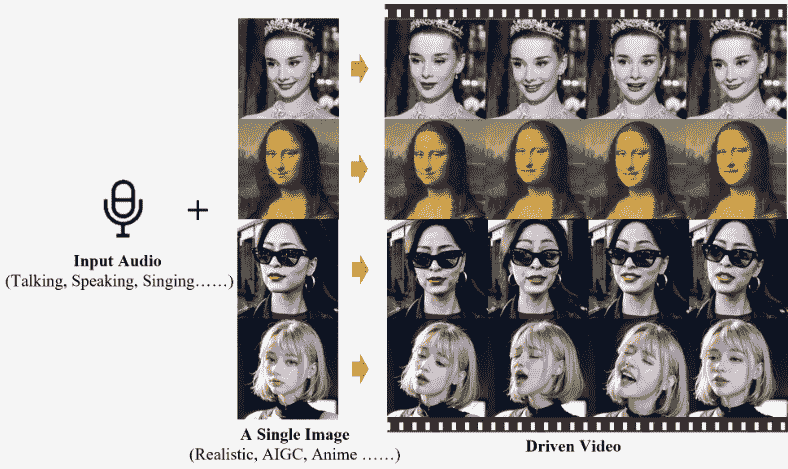 Input Audio
(Talking, Speaking, Singing……)
A Single Image
(Realistic, AIGC, Anime ……)
Driven Video